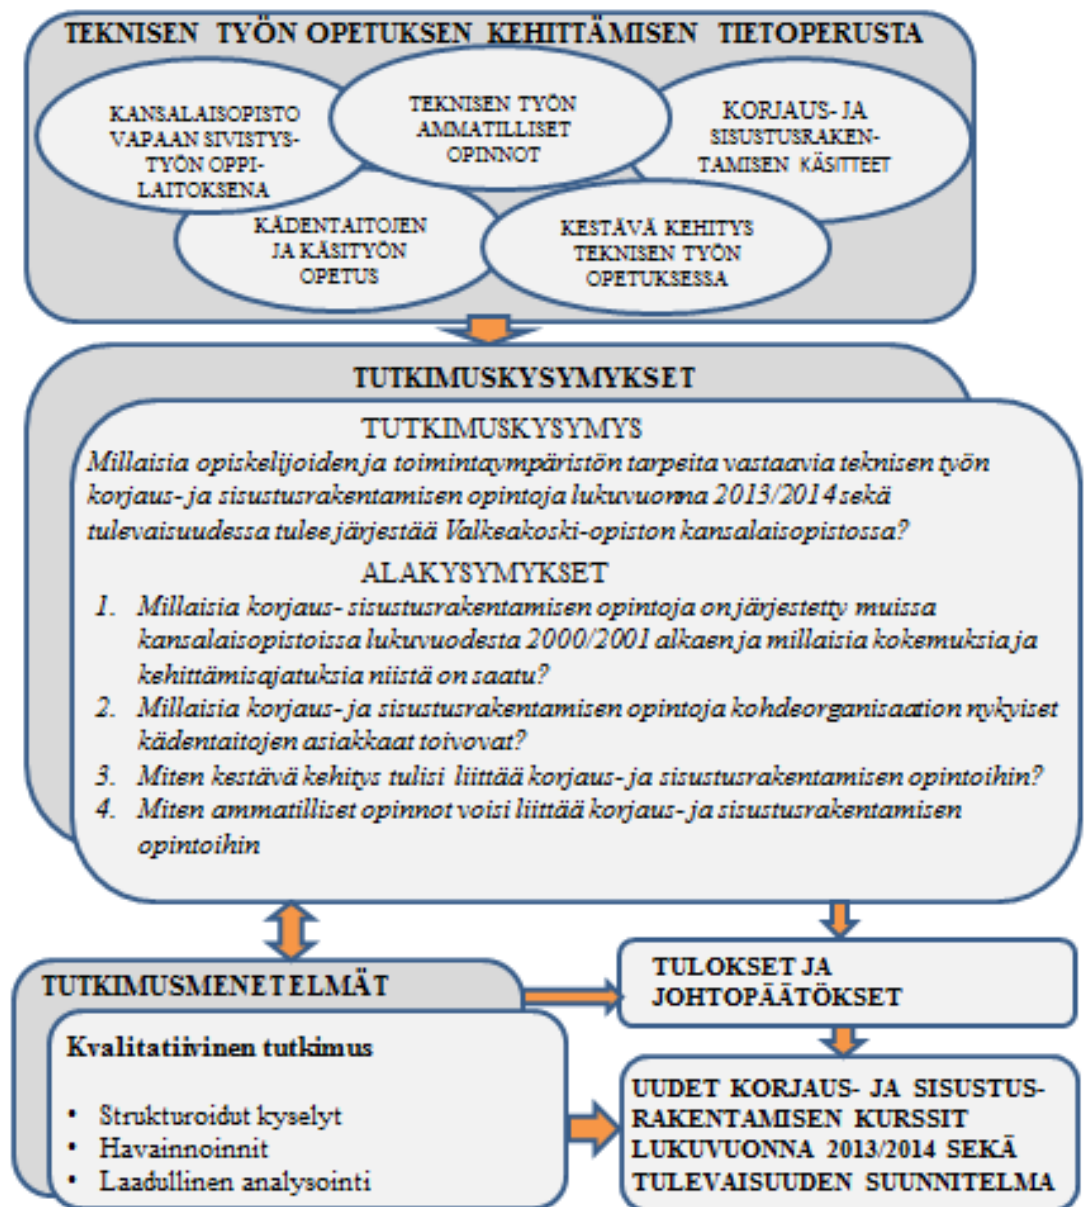 TEKNISEN TYÖN OPETUKSEN KEHITTÄMISEN TIETOPERUSTA
KANSALAISOPISTO
VAPAAN SIVISTYS-
TYÖN OPPI-
LAITOKSENA
TEKNISEN TYÖN
AMMATILLISET
OPINNOT
KORJAUS- JA
SISUSTUSRAKEN-
TAMISEN KÄSITTEET
KÄDENTAITOJEN
JA KÄSITYÖN
OPETUS
KESTÄVÄ KEHITYS
TEKNISEN TYÖN
OPETUKSESSA
TUTKIMUSKYSYMYKSET
TUTKIMUSKYSYMYS
Millaisia opiskelijoiden ja toimintaympäristön tarpeita vastaavia teknisen työn
korjaus- ja sisustusrakentamisen opintoja lukuvuonna 2013/2014 sekä
tulevaisuudessa tulee järjestää Valkeakoski-opiston kansalaisopistossa?
ALAKYSYMYKSET
1. Millaisia korjaus- sisustusrakentamisen opintoja on järjestetty muissa
kansalaisopistoissa lukuvuodesta 2000/2001 alkaen ja millaisia kokemuksia ja
kehittämisajatuksia niistä on saatu?
2. Millaisia korjaus- ja sisustusrakentamisen opintoja kohdeorganisaation nykyiset
kädentaitojen asiakkaat toivovat?
3. Miten kestävä kehitys tulisi liittää korjaus- ja sisustusrakentamisen opintoihin?
4. Miten ammatilliset opinnot voisi liittää korjaus- ja sisustusrakentamisen
opintoihin
TUTKIMUSMENETELMÄT
Kvalitatiivinen tutkimus
• Strukturoidut kyselyt
• Havainnoinnit
• Laadullinen analysointi
TULOKSET JA
JOHTOPÄÄTÖKSET
UUDET KORJAUS- JA SISUSTUS-
RAKENTAMISEN KURSSIT
LUKUVUONNA 2013/2014 SEKÄ
TULEVAISUUDEN SUUNNITELMA